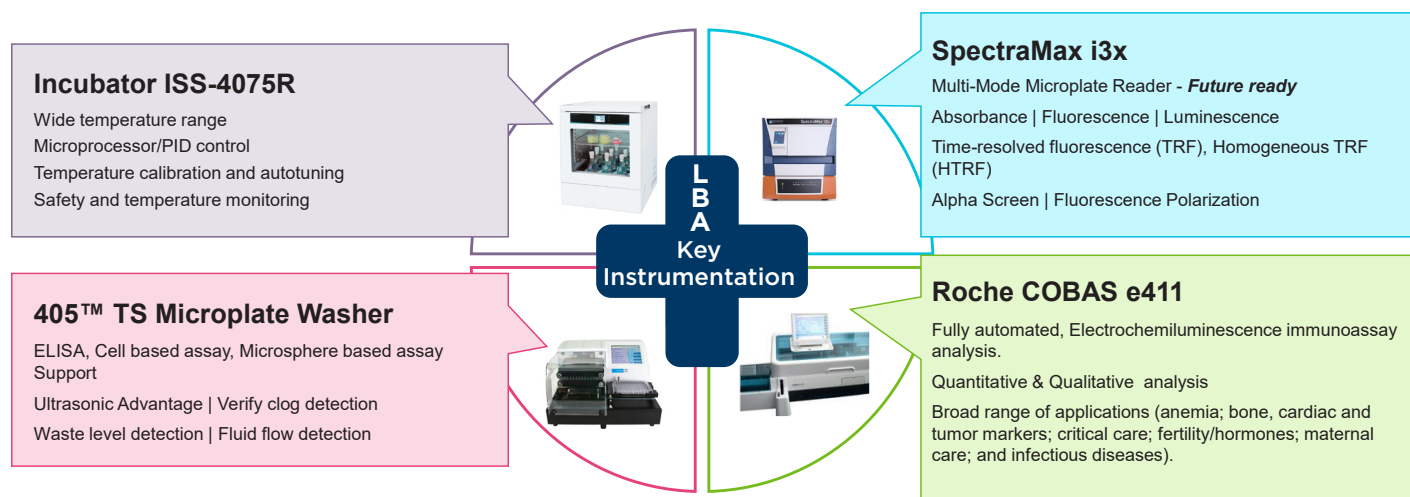 Incubator ISS-4075R
Wide temperature range
Microprocessor/PID control
Temperature calibration and autotuning
Safety and temperature monitoring
SpectraMax i3x
Multi-Mode Microplate Reader - Future ready
Absorbance | Fluorescence | Luminescence
Time-resolved fluorescence (TRF), Homogeneous TRF
(HTRF)
Alpha Screen | Fluorescence Polarization
L
B
A
Key
Instrumentation
405™ TS Microplate Washer
ELISA, Cell based assay, Microsphere based assay
Support
Ultrasonic Advantage | Verify clog detection
Waste level detection | Fluid flow detection
Roche COBAS e411
Fully automated, Electrochemiluminescence immunoassay
analysis.
Quantitative & Qualitative analysis
Broad range of applications (anemia; bone, cardiac and
tumor markers; critical care; fertility/hormones; maternal
care; and infectious diseases).
SpectraMax i3x